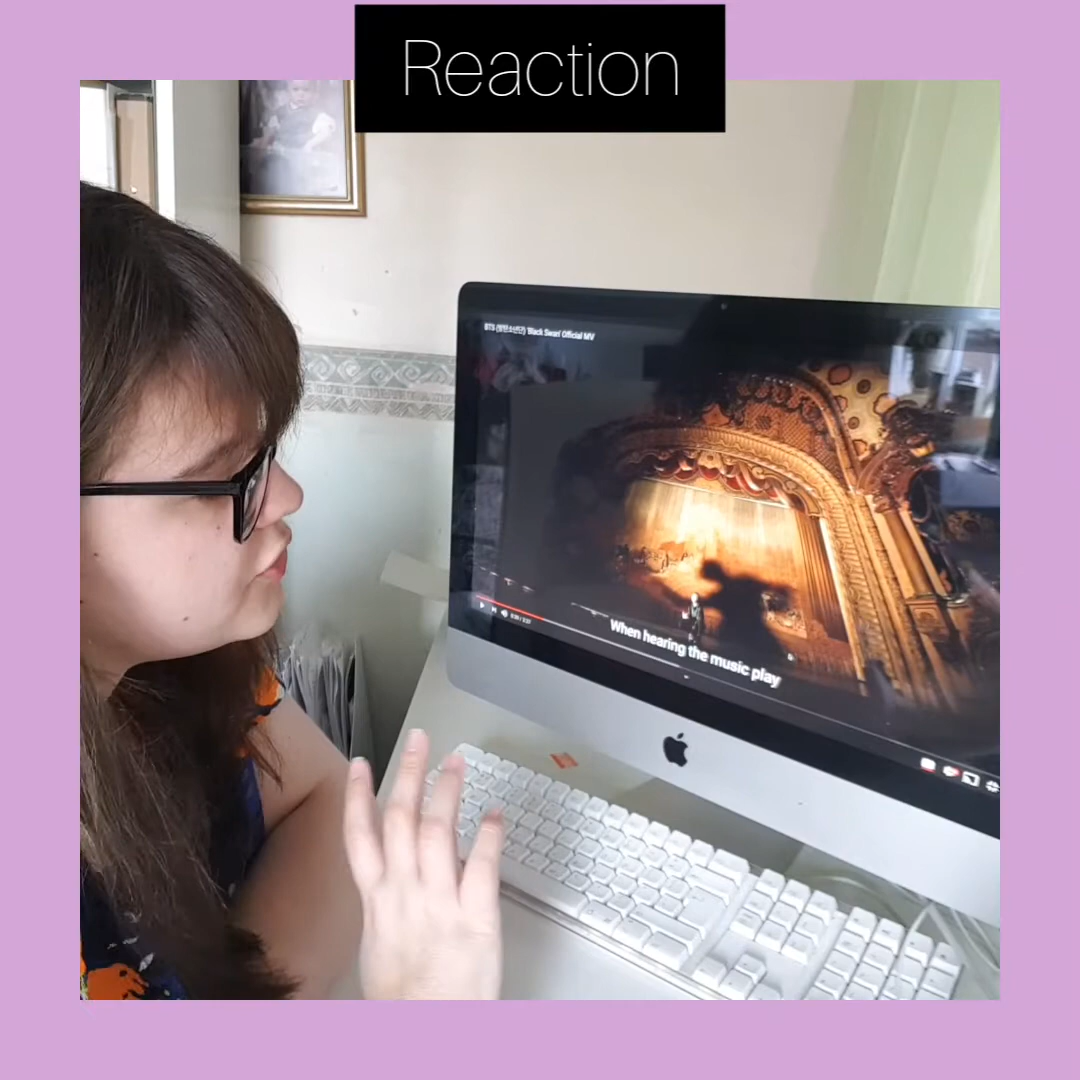 Reaction
BTS (방탄소년단) 'Black Swan' Official MV
When hearing the music play